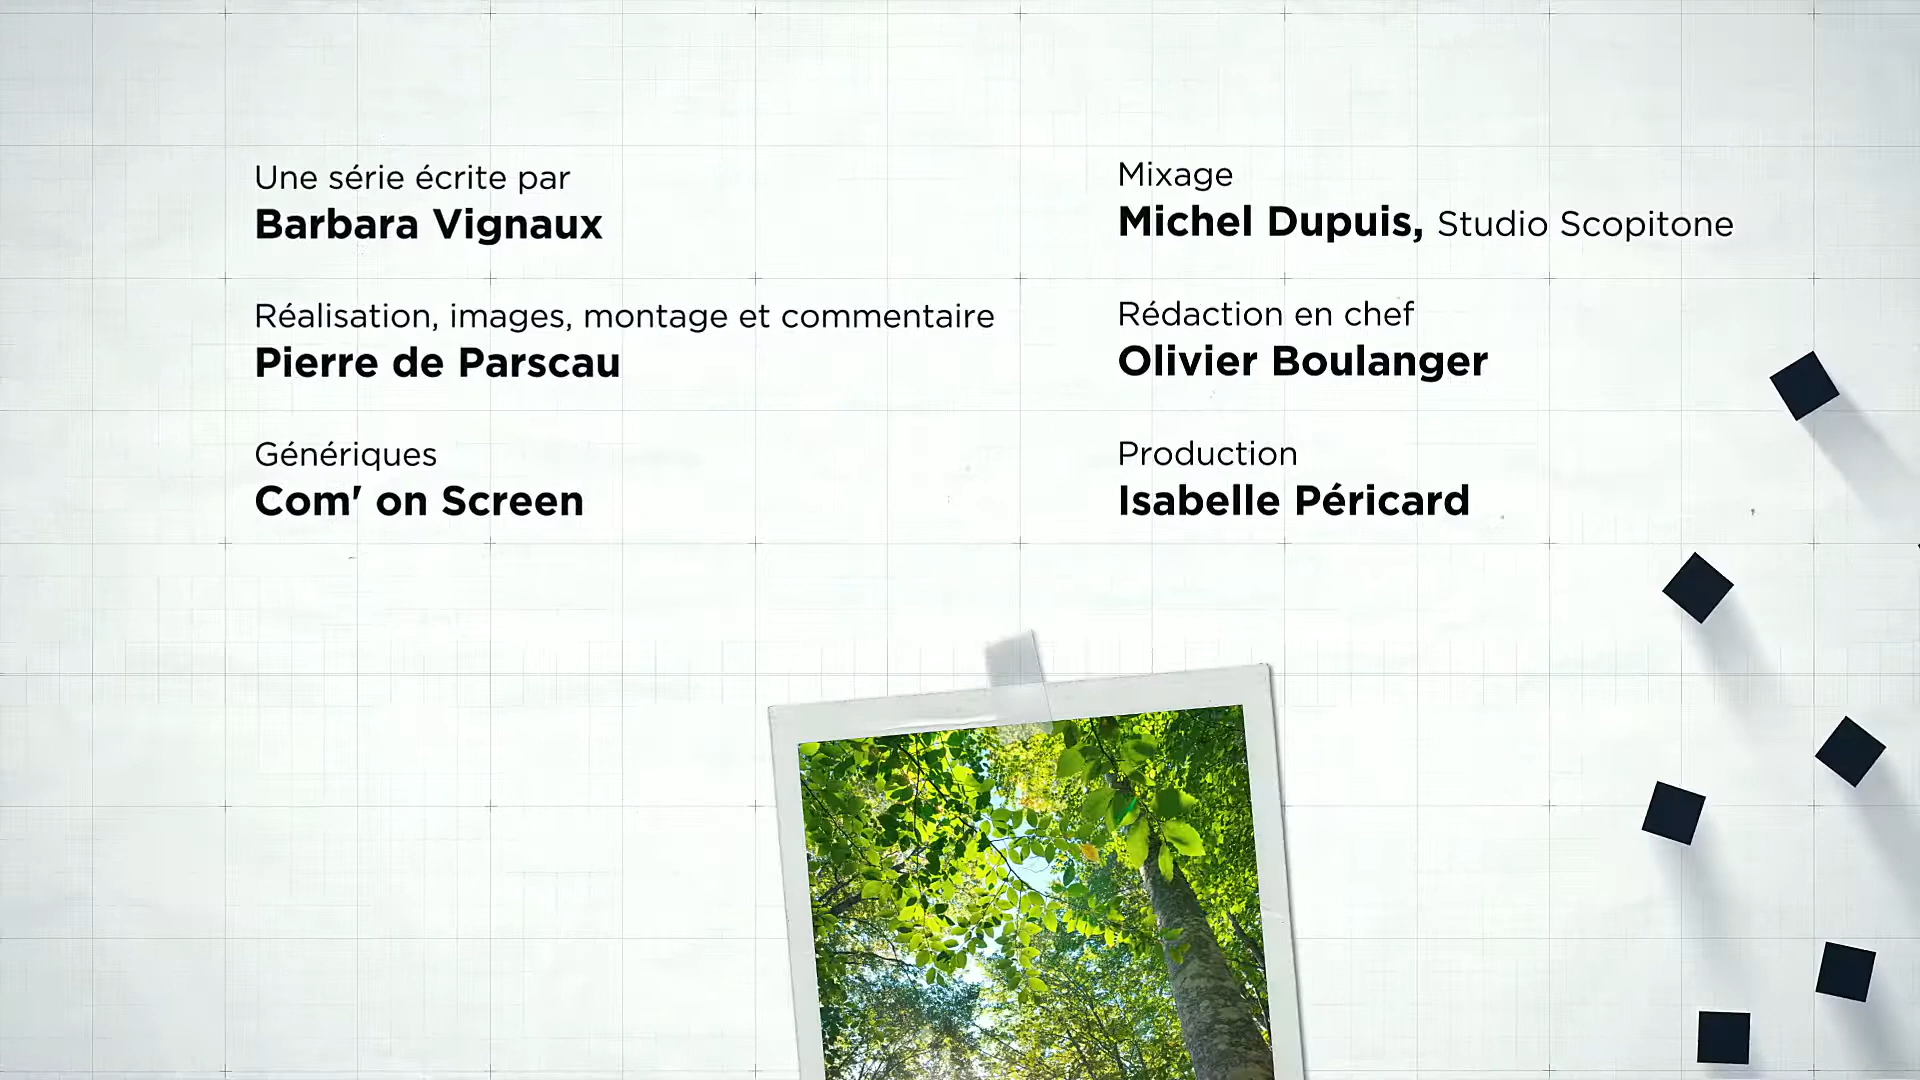 Une série écrite par
Barbara Vignaux
Réalisation, images, montage et commentaire
Pierre de Parscau
Génériques
Com' on Screen
Mixage
Michel Dupuis, Studio Scopitone
Rédaction en chef
Olivier Boulanger
Production
Isabelle Péricard